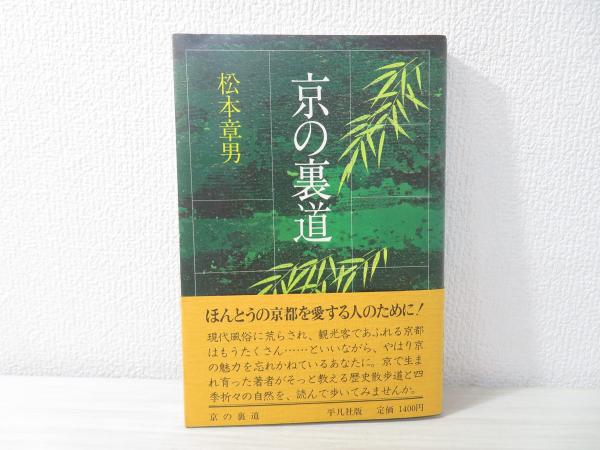 京の裏道
松本章男
ほんとうの京都を愛する人のために!
現代風俗に荒らされ、観光客であふれる京都
はもうたくさん……といいながら、やはり京
の魅力を忘れかねているあなたに。京で生ま
れ育った著者がそっと教える歴史散歩道と四
季折々の自然を、読んで歩いてみませんか。
京の裏道 平凡社版 定価 1400円